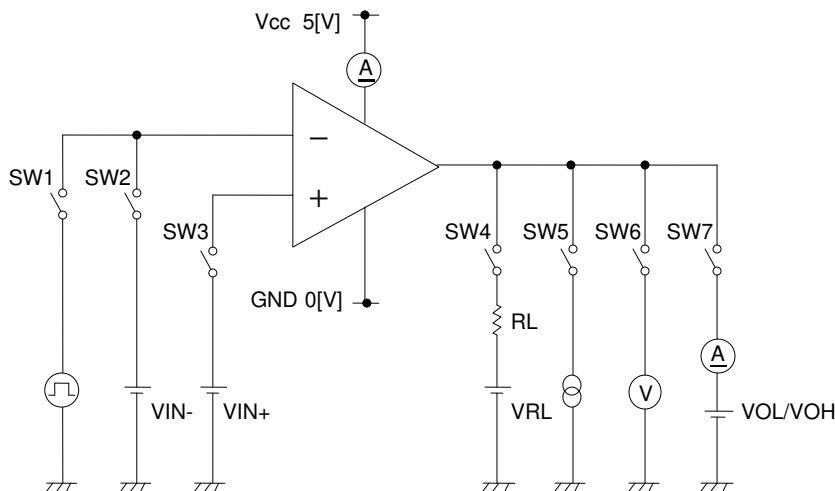 Vcc 5[V]
A
SW1
SW2
SW3
−
+
SW4
SW5
SW6
SW7
GND 0[V]
RL
A
VIN-
VIN+
VRL
V
VOL/VOH